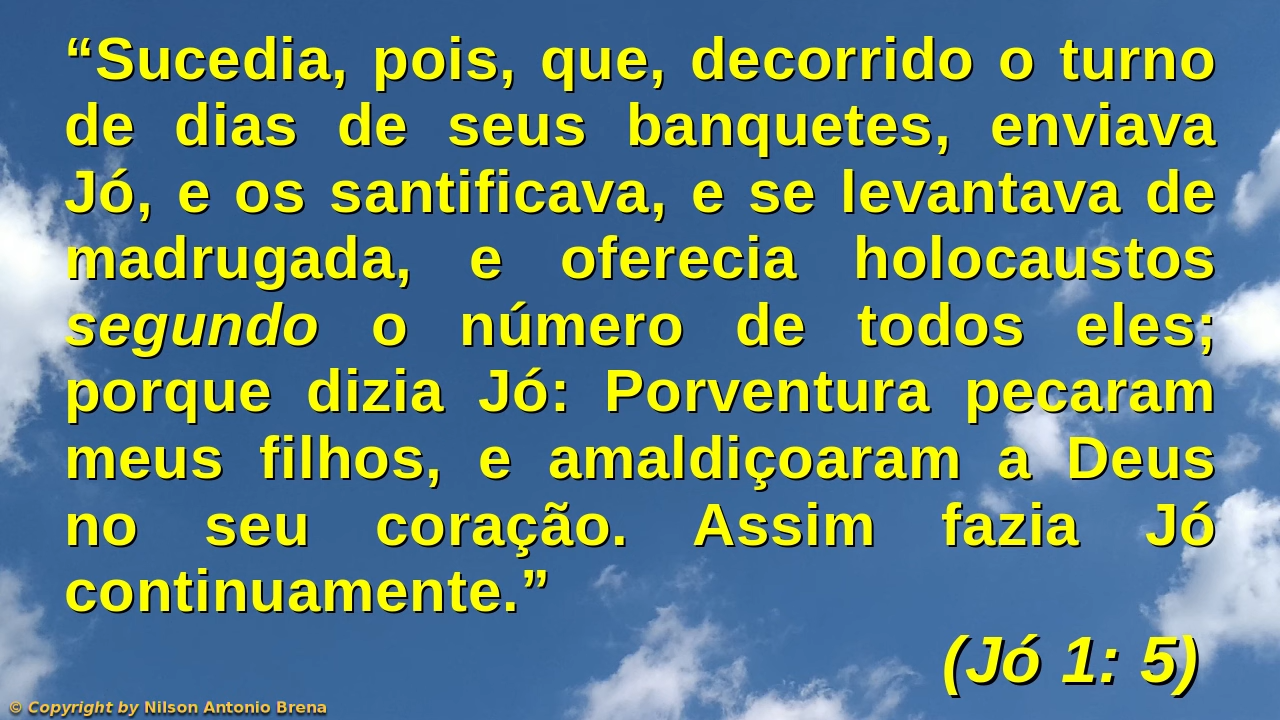 “Sucedia, pois, que, decorrido o turno
de dias de seus banquetes, enviava
Jó, e os santificava, e se levantava de
madrugada, e oferecia holocaustos
segundo o número de todos eles;
porque dizia Jó: Porventura pecaram
meus filhos, e amaldiçoaram a Deus
no seu coração. Assim fazia Jó
continuamente.”
(Jó 1: 5)
© Copyright by Nilson Antonio Brena